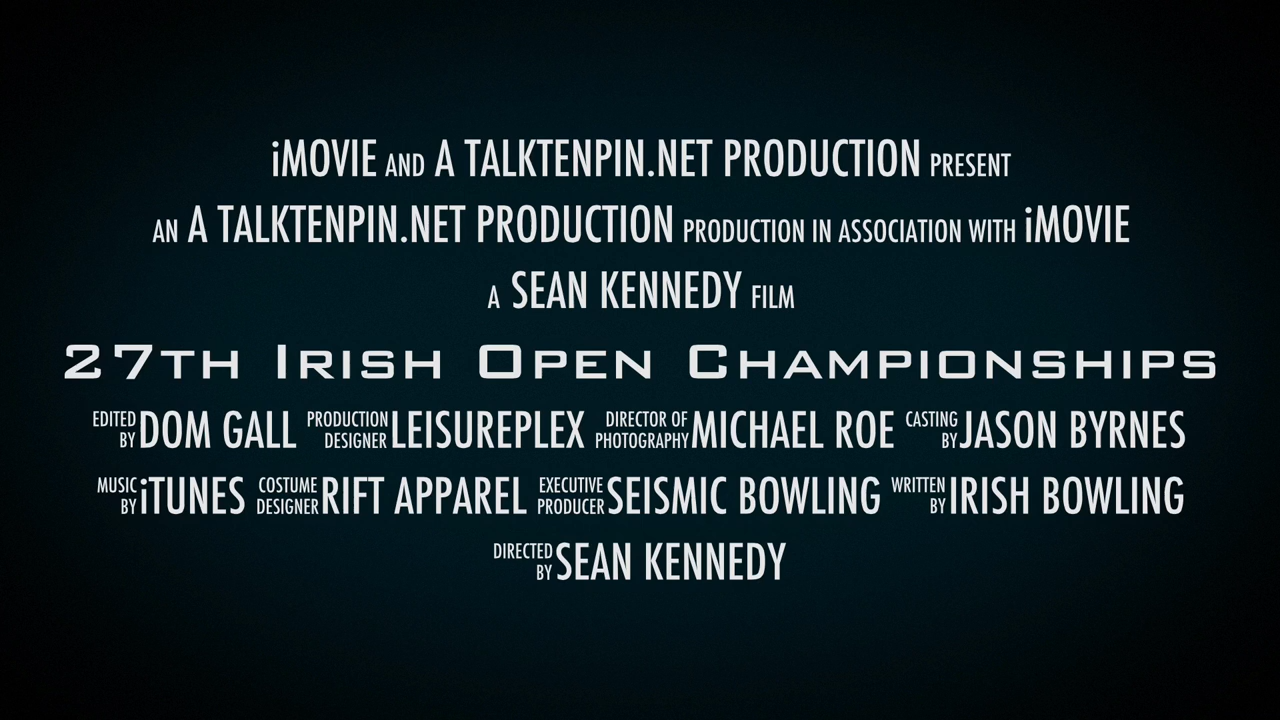 iMOVIE AND A TALKTENPIN.NET PRODUCTION PRESENT
AN A TALKTENPIN.NET PRODUCTION PRODUCTION IN ASSOCIATION WITH iMOVIE
A SEAN KENNEDY FILM
27TH IRISH OPEN CHAMPIONSHIPS
EDITED BY DOM GALL PRODUCTION DESIGNER LEISUREPLEX DIRECTOR OF PHOTOGRAPHY MICHAEL ROE CASTING BY JASON BYRNES
MUSIC BY iTUNES COSTUME DESIGNER RIFT APPAREL EXECUTIVE PRODUCER SEISMIC BOWLING WRITTEN BY IRISH BOWLING
DIRECTED BY SEAN KENNEDY